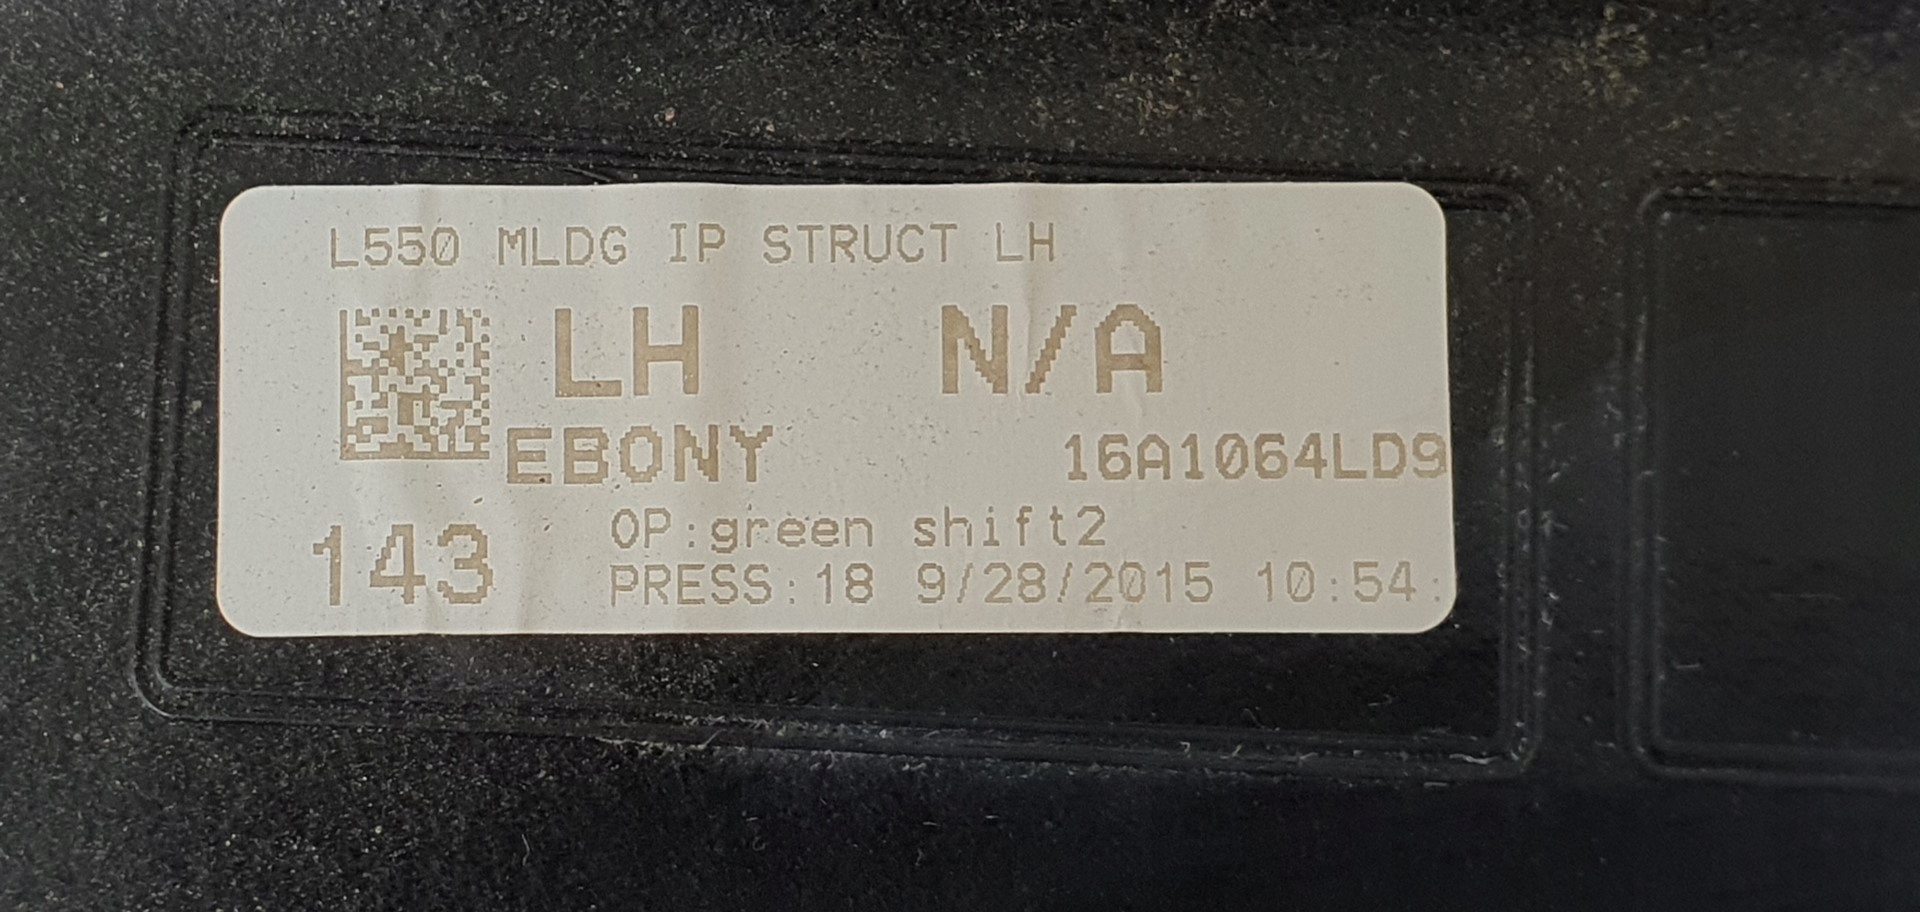 L550 MLDG IP STRUCT LH
LH N/A
EBONY 16A1064LD9
143 OP:green shift2
PRESS:18 9/28/2015 10:54: